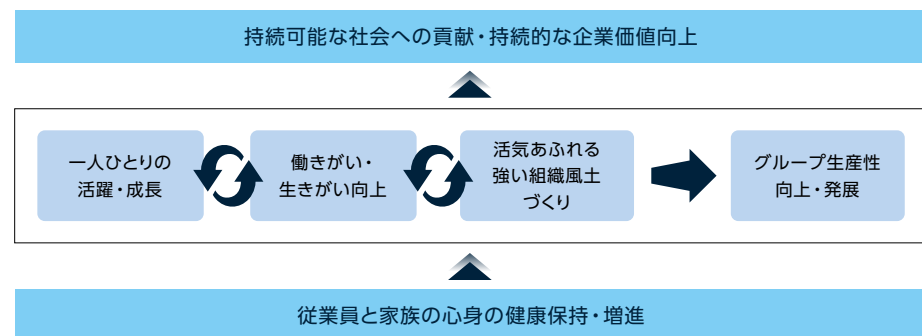 持続可能な社会への貢献・持続的な企業価値向上
一人ひとりの
活躍・成長
働きがい・
生きがい向上
活気あふれる
強い組織風土
づくり
グループ生産性
向上・発展
従業員と家族の心身の健康保持・増進